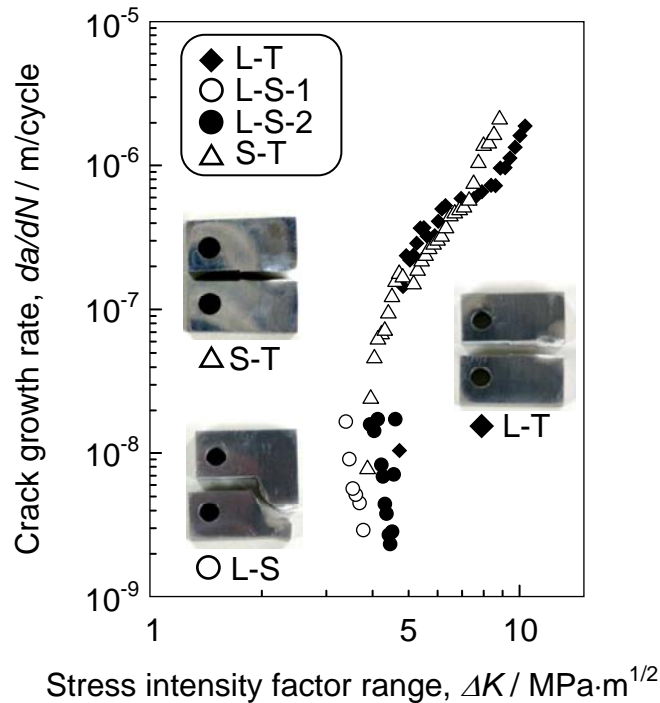 10⁻⁵
◆ L-T
○ L-S-1
● L-S-2
△ S-T
10⁻⁶
10⁻⁷
10⁻⁸
10⁻⁹
Crack growth rate, da/dN / m/cycle
△ S-T
◆ L-T
○ L-S
1
5
10
Stress intensity factor range, ΔK / MPa·m¹/²